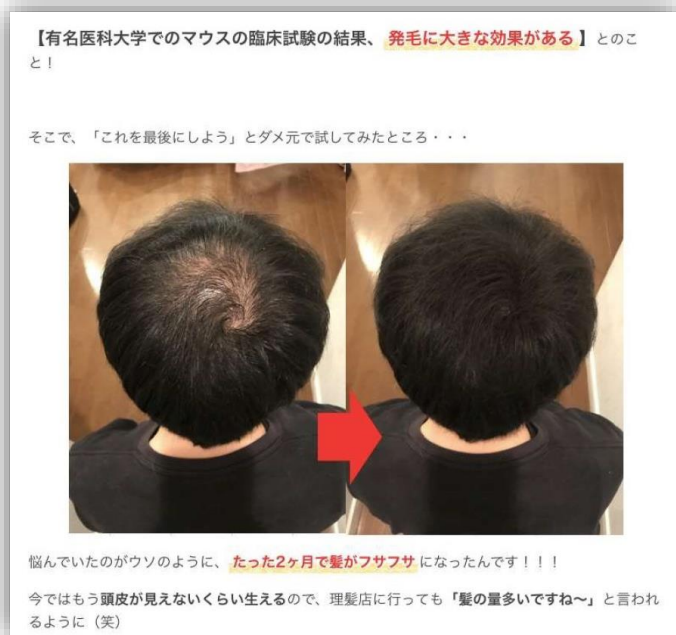 【有名医科大学でのマウスの臨床試験の結果、発毛に大きな効果がある】とのこ
と！
そこで、「これを最後にしよう」とダメ元で試してみたところ・・・
悩んでいたのがウソのように、たった2ヶ月で髪がフサフサになったんです！！！
今ではもう頭皮が見えないくらい生えるので、理髪店に行っても「髪の量多いですね〜」と言われ
るように（笑）